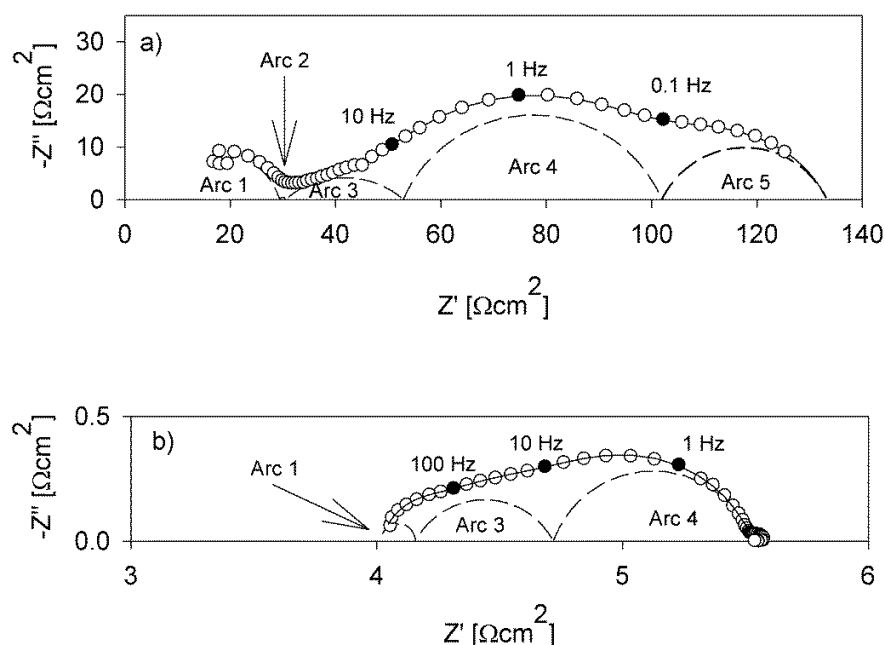 a)
30
20
10
0
-Z" [Ωcm²]
Arc 2
1 Hz
0.1 Hz
10 Hz
Arc 1
Arc 3
Arc 4
Arc 5
0 20 40 60 80 100 120 140
Z' [Ωcm²]
b)
0.5
0.0
-Z" [Ωcm²]
Arc 1
100 Hz
10 Hz
1 Hz
Arc 3
Arc 4
3 4 5 6
Z' [Ωcm²]